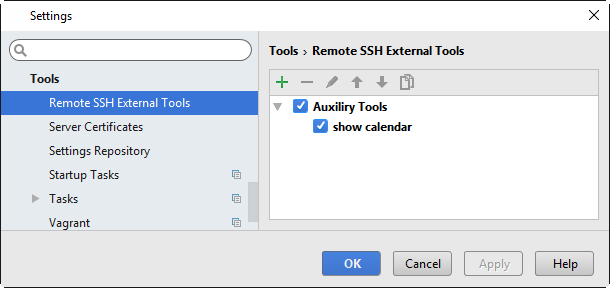 Settings
Tools › Remote SSH External Tools
Tools
Remote SSH External Tools
Server Certificates
Settings Repository
Startup Tasks
Tasks
Vagrant
Auxiliry Tools
show calendar
OK
Cancel
Apply
Help